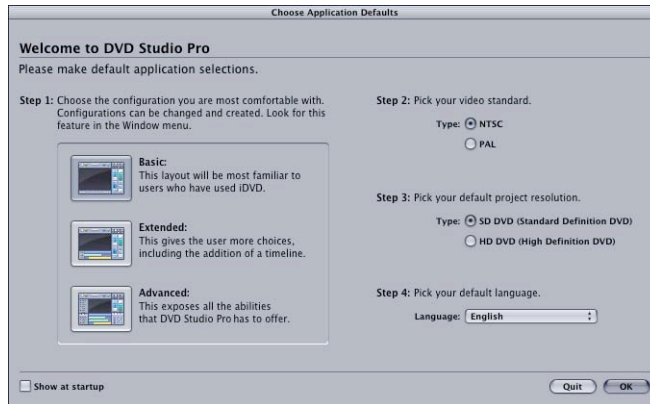 Choose Application Defaults
Welcome to DVD Studio Pro
Please make default application selections.
Step 1: Choose the configuration you are most comfortable with.
Configurations can be changed and created. Look for this
feature in the Window menu.
Basic:
This layout will be most familiar to
users who have used iDVD.
Extended:
This gives the user more choices,
including the addition of a timeline.
Advanced:
This exposes all the abilities
that DVD Studio Pro has to offer.
Step 2: Pick your video standard.
Type: NTSC
PAL
Step 3: Pick your default project resolution.
Type: SD DVD (Standard Definition DVD)
HD DVD (High Definition DVD)
Step 4: Pick your default language.
Language: English
Show at startup
Quit
OK